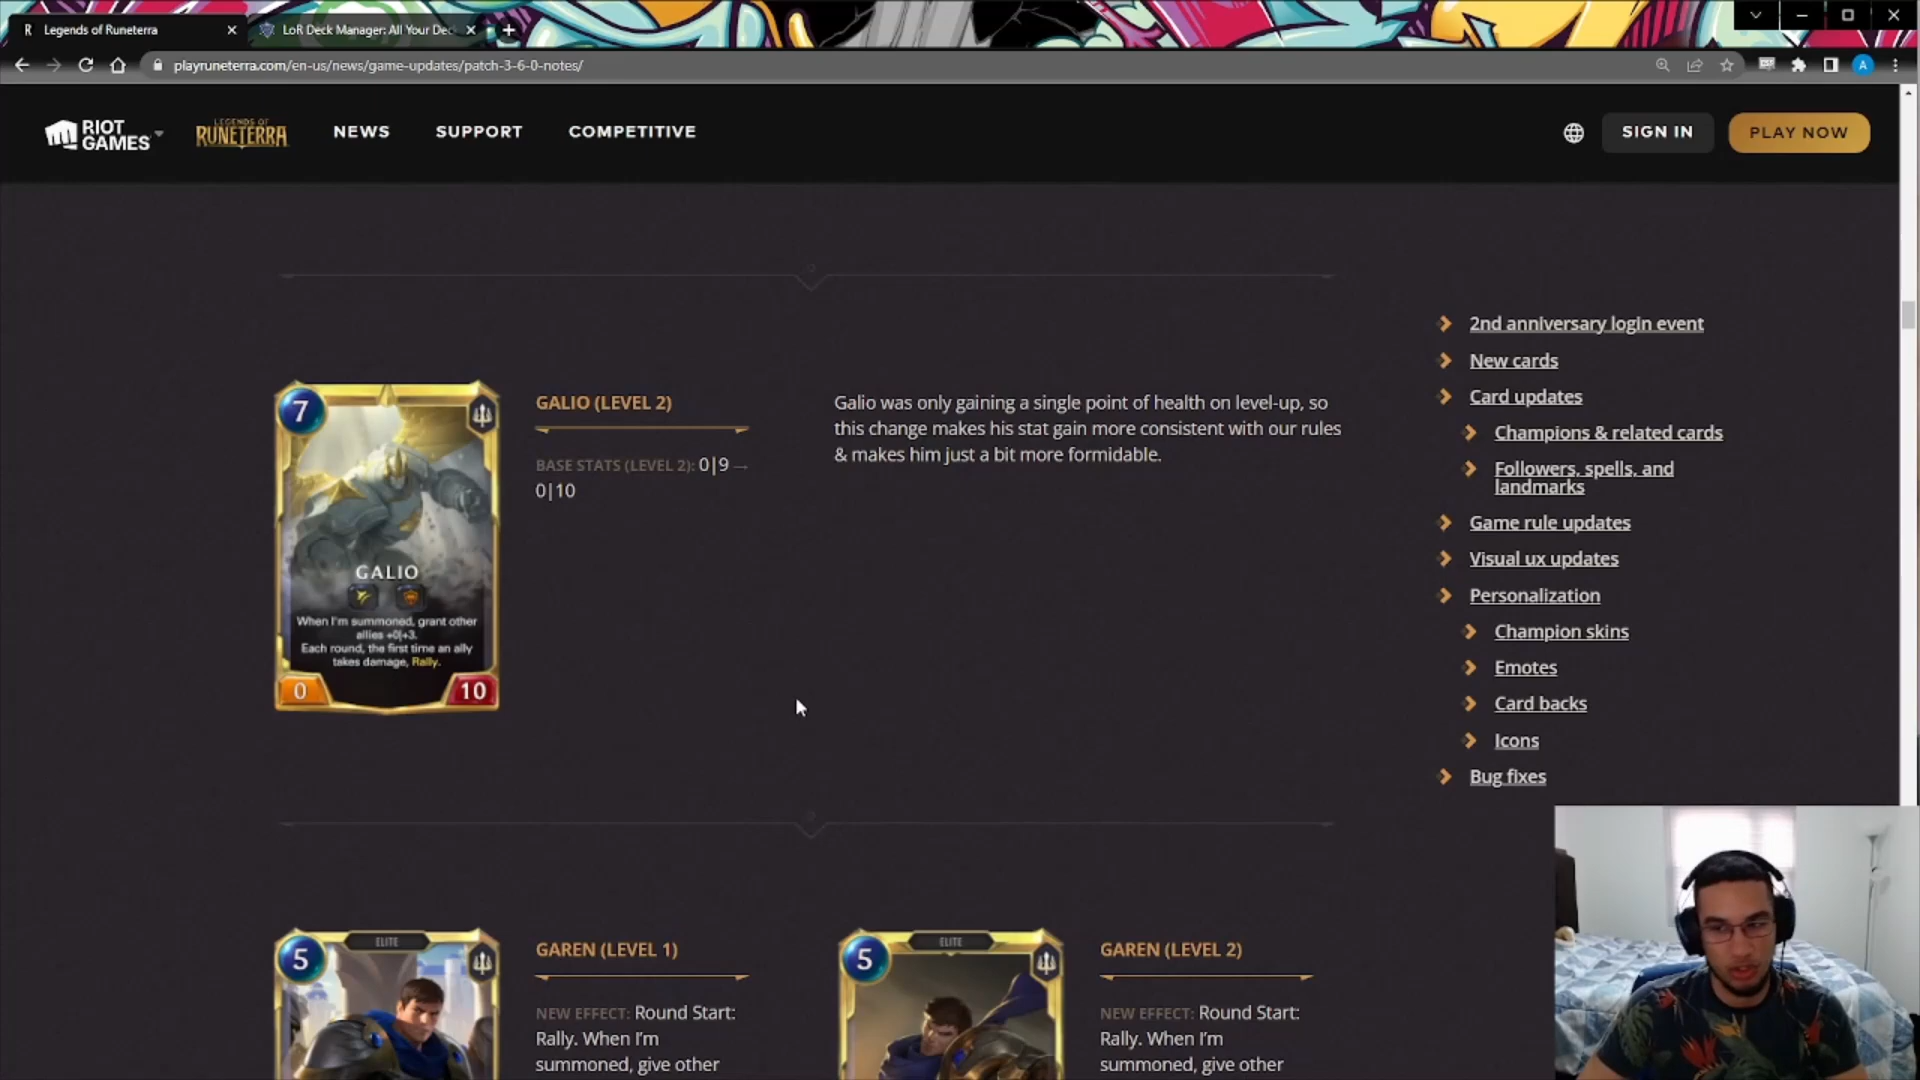 Legends of Runeterra
LoR Deck Manager: All Your Dec
playruneterra.com/en-us/news/game-updates/patch-3-6-0-notes/
A
RIOT GAMES
LEGENDS OF RUNETERRA
NEWS
SUPPORT
COMPETITIVE
SIGN IN
PLAY NOW
7
GALIO
When I'm summoned, grant other
allies +0|+3.
Each round, the first time an ally
takes damage, Rally.
0
10
GALIO (LEVEL 2)
BASE STATS (LEVEL 2): 0|9 →
0|10
Galio was only gaining a single point of health on level-up, so
this change makes his stat gain more consistent with our rules
& makes him just a bit more formidable.
2nd anniversary login event
New cards
Card updates
Champions & related cards
Followers, spells, and
landmarks
Game rule updates
Visual ux updates
Personalization
Champion skins
Emotes
Card backs
Icons
Bug fixes
5
ELITE
GAREN (LEVEL 1)
NEW EFFECT: Round Start:
Rally. When I'm
summoned, give other
5
ELITE
GAREN (LEVEL 2)
NEW EFFECT: Round Start:
Rally. When I'm
summoned, give other